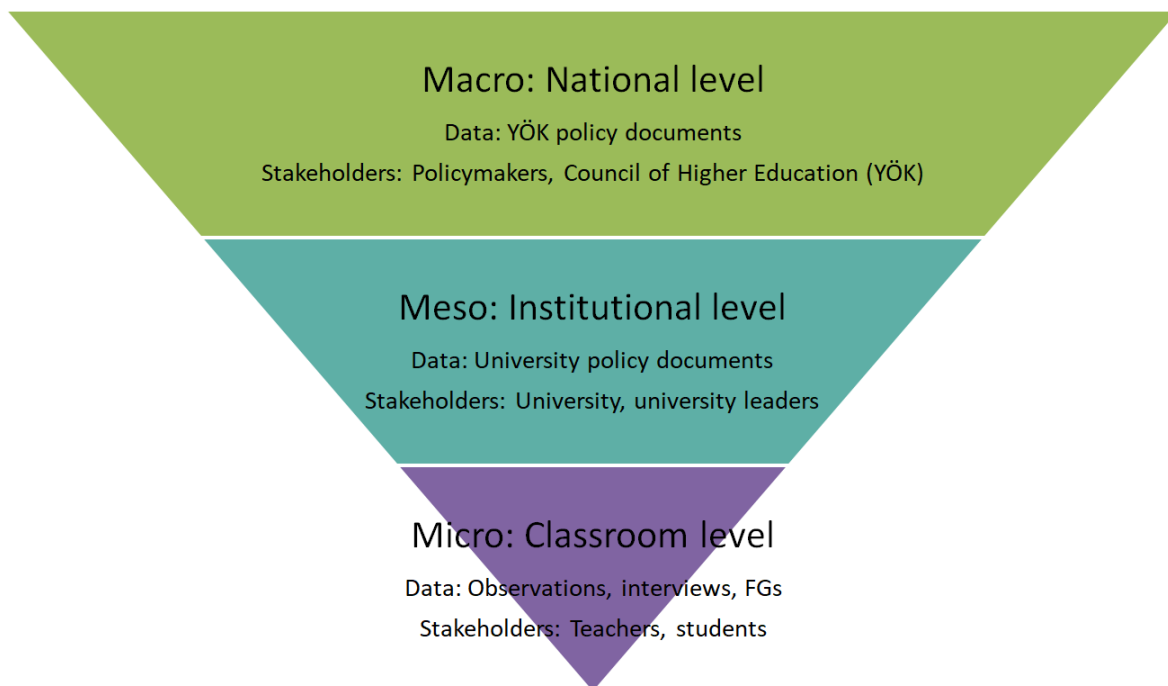 Macro: National level
Data: YÖK policy documents
Stakeholders: Policymakers, Council of Higher Education (YÖK)
Meso: Institutional level
Data: University policy documents
Stakeholders: University, university leaders
Micro: Classroom level
Data: Observations, interviews, FGs
Stakeholders: Teachers, students